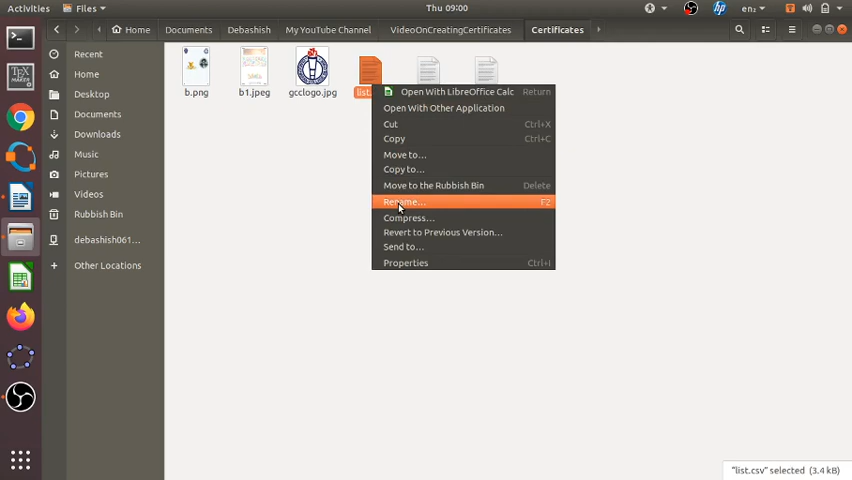 Activities Files Thu 09:00 en₂
Home Documents Debashish My YouTube Channel VideoOnCreatingCertificates Certificates
Recent
Home
Desktop
Documents
Downloads
Music
Pictures
Videos
Rubbish Bin
debashish061...
Other Locations
b.png b1.jpeg gcclogo.jpg list.
Open With LibreOffice Calc Return
Open With Other Application
Cut Ctrl+X
Copy Ctrl+C
Move to...
Copy to...
Move to the Rubbish Bin Delete
Rename... F2
Compress...
Revert to Previous Version...
Send to...
Properties Ctrl+I
"list.csv" selected (3.4 kB)